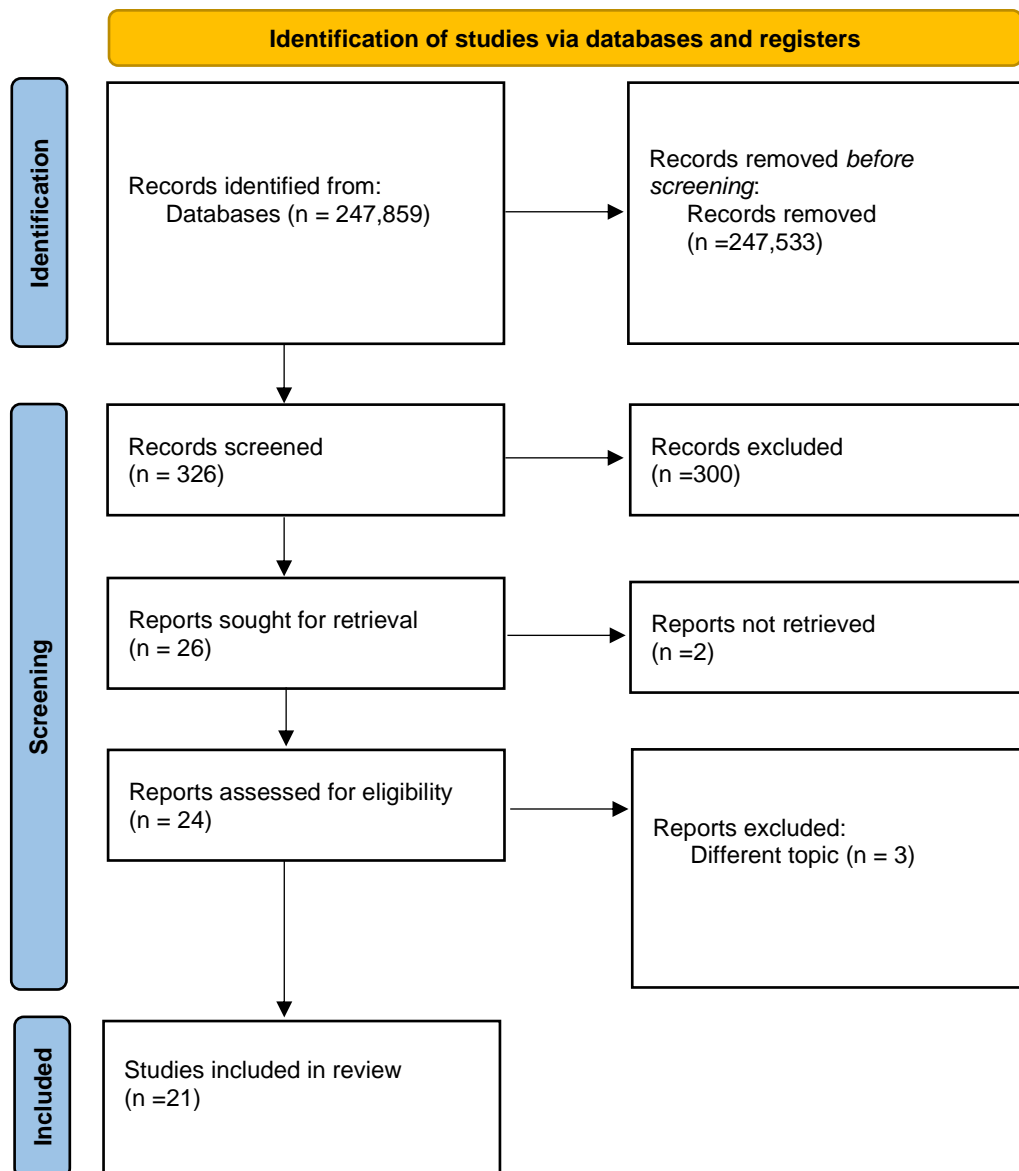 Identification of studies via databases and registers
Identification
Records identified from:
Databases (n = 247,859)
Records removed before
screening:
Records removed
(n =247,533)
Screening
Records screened
(n = 326)
Records excluded
(n =300)
Reports sought for retrieval
(n = 26)
Reports not retrieved
(n =2)
Reports assessed for eligibility
(n = 24)
Reports excluded:
Different topic (n = 3)
Included
Studies included in review
(n =21)